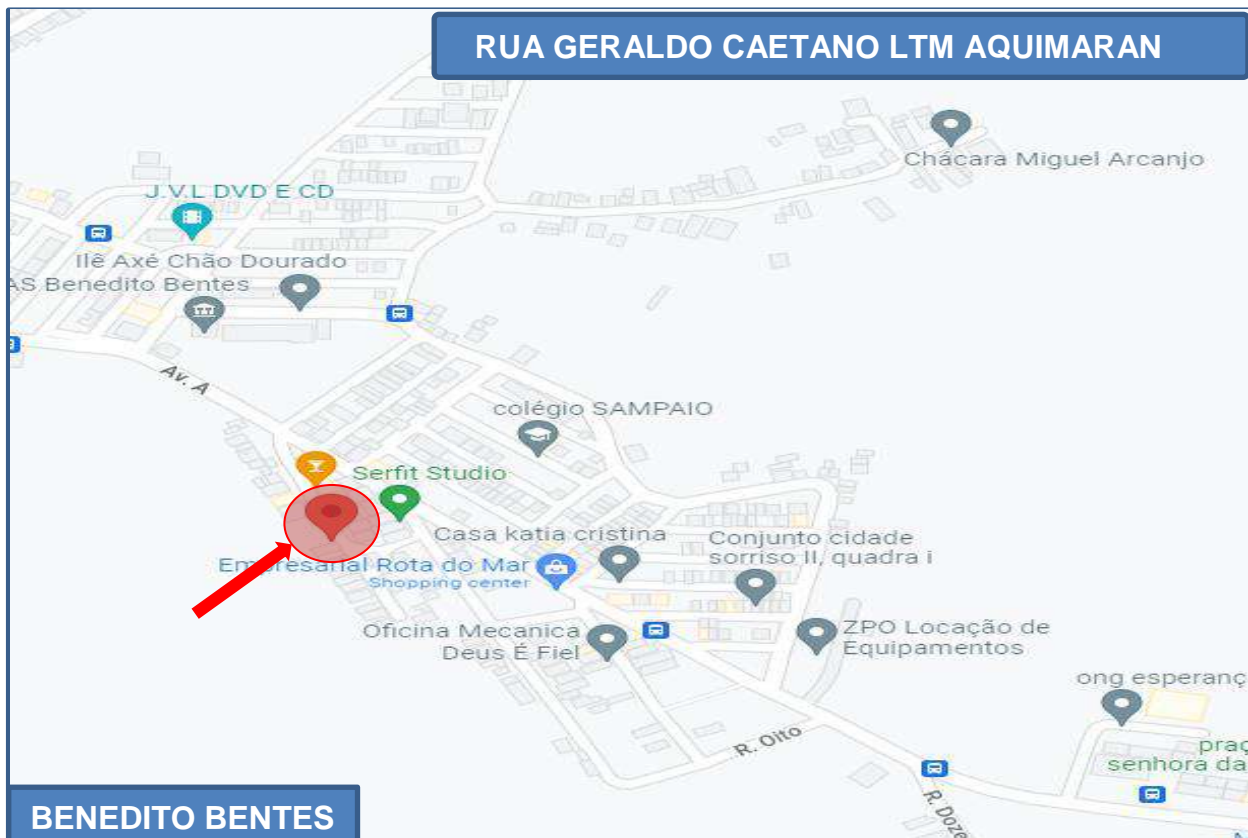 RUA GERALDO CAETANO LTM AQUIMARAN
Chácara Miguel Arcanjo
J.V.L DVD E CD
Ilê Axé Chão Dourado
AS Benedito Bentes
Av. A
colégio SAMPAIO
Serfit Studio
Casa katia cristina
Conjunto cidade
sorriso II, quadra i
Empresarial Rota do Mar
Shopping center
Oficina Mecanica
Deus É Fiel
ZPO Locação de
Equipamentos
ong esperanç
R. Oito
praç
senhora da
R. Doze
BENEDITO BENTES